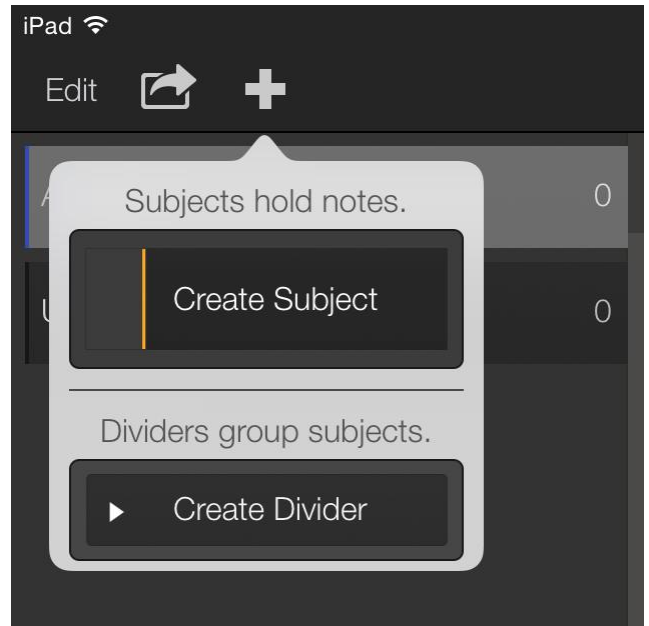 iPad
Edit
Subjects hold notes.
0
Create Subject
0
Dividers group subjects.
Create Divider